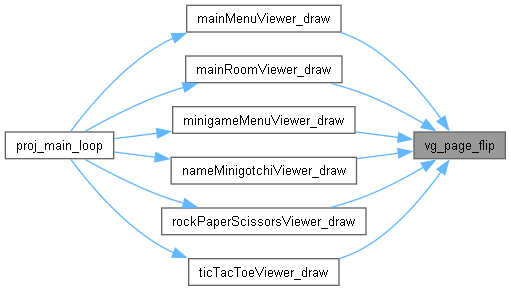 mainMenuViewer_draw
mainRoomViewer_draw
minigameMenuViewer_draw
proj_main_loop
vg_page_flip
nameMinigotchiViewer_draw
rockPaperScissorsViewer_draw
ticTacToeViewer_draw